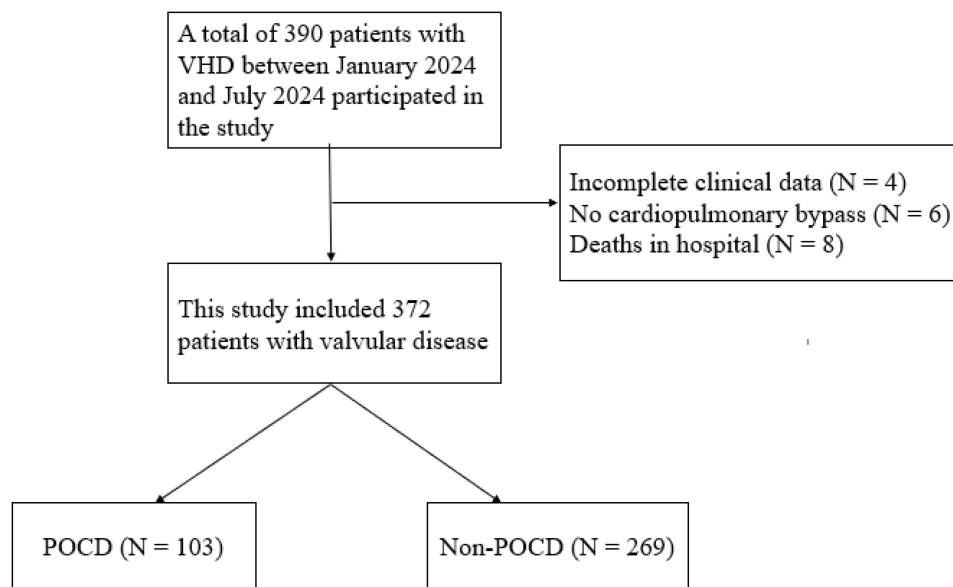 A total of 390 patients with
VHD between January 2024
and July 2024 participated in
the study
Incomplete clinical data (N = 4)
No cardiopulmonary bypass (N = 6)
Deaths in hospital (N = 8)
This study included 372
patients with valvular disease
POCD (N = 103)
Non-POCD (N = 269)